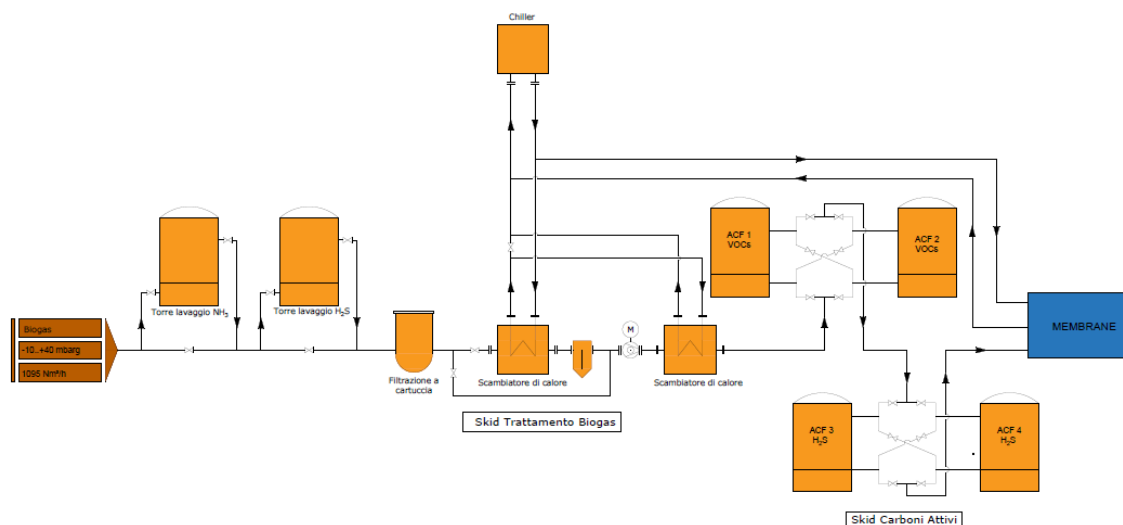 Chiller
ACF 1
VOCs
ACF 2
VOCs
Torre lavaggio NH₃
Torre lavaggio H₂S
Biogas
-10..+40 mbarg
1095 Nm³/h
M
MEMBRANE
Filtrazione a
cartuccia
Scambiatore di calore
Scambiatore di calore
Skid Trattamento Biogas
ACF 3
H₂S
ACF 4
H₂S
Skid Carboni Attivi